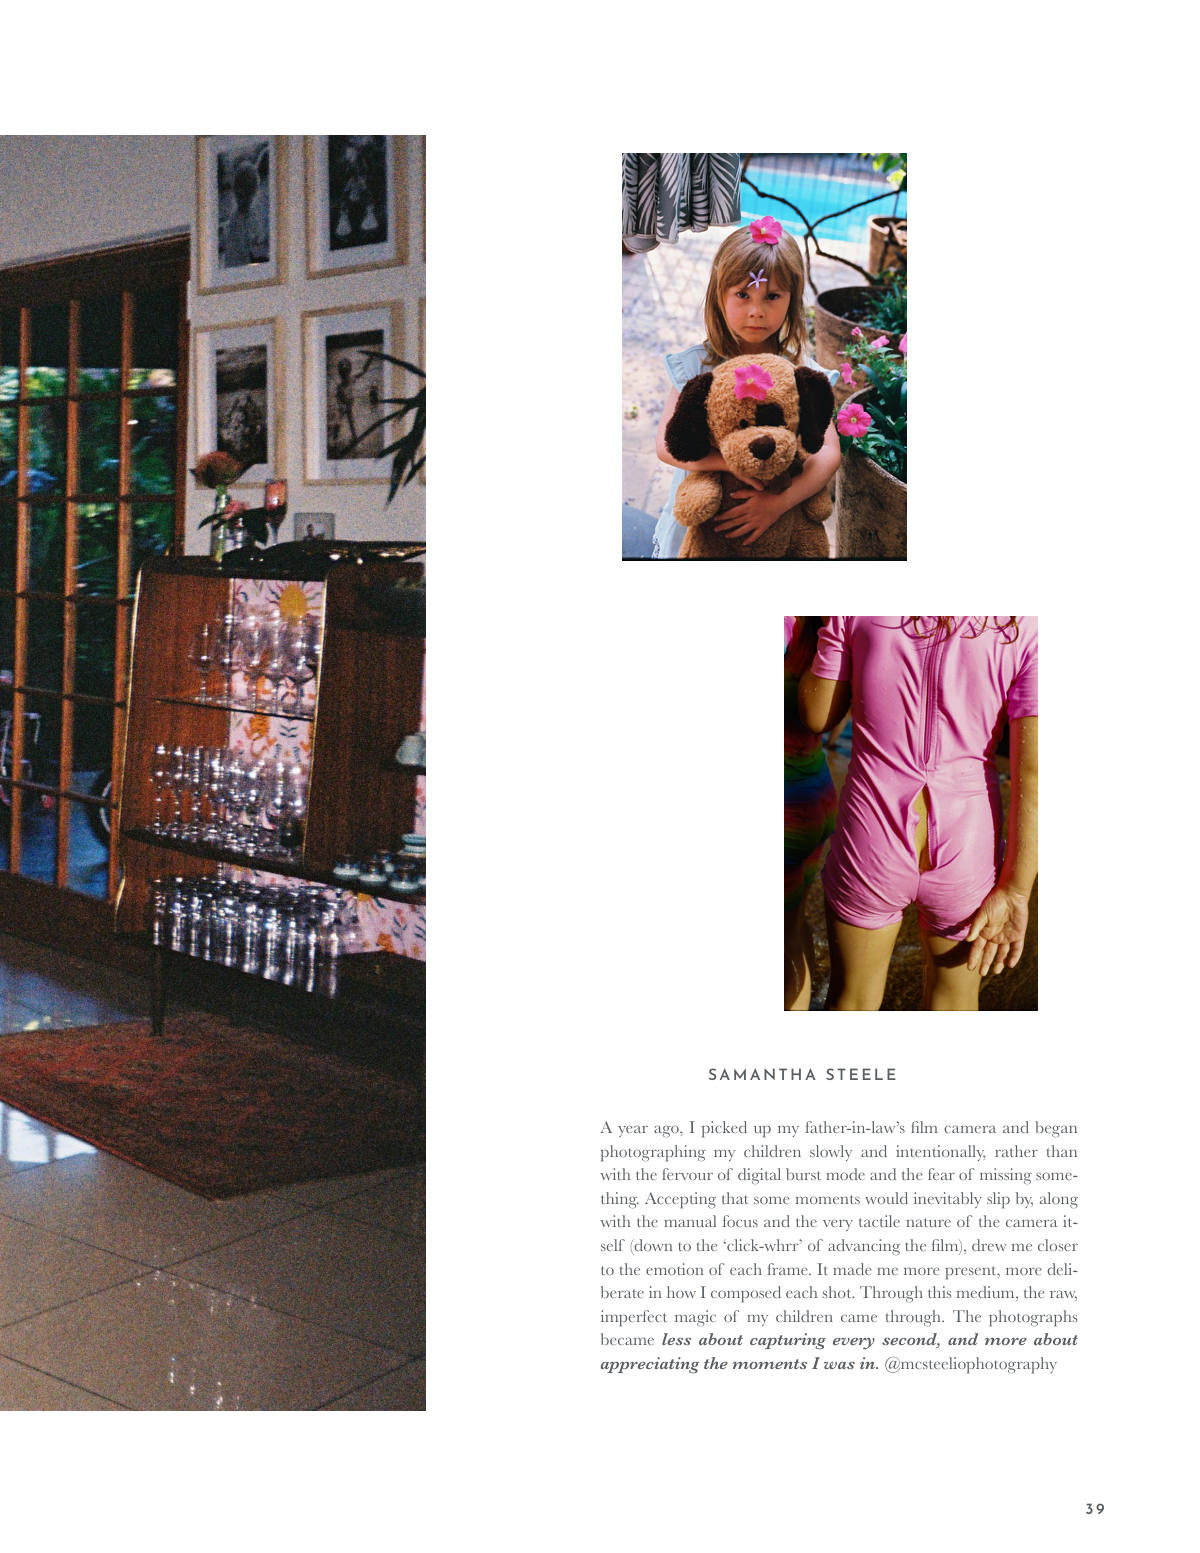 SAMANTHA STEELE
A year ago, I picked up my father-in-law’s film camera and began
photographing my children slowly and intentionally, rather than
with the fervour of digital burst mode and the fear of missing some-
thing. Accepting that some moments would inevitably slip by, along
with the manual focus and the very tactile nature of the camera it-
self (down to the ‘click-whrr’ of advancing the film), drew me closer
to the emotion of each frame. It made me more present, more deli-
berate in how I composed each shot. Through this medium, the raw,
imperfect magic of my children came through. The photographs
became less about capturing every second, and more about
appreciating the moments I was in. @mcsteeliophotography
39